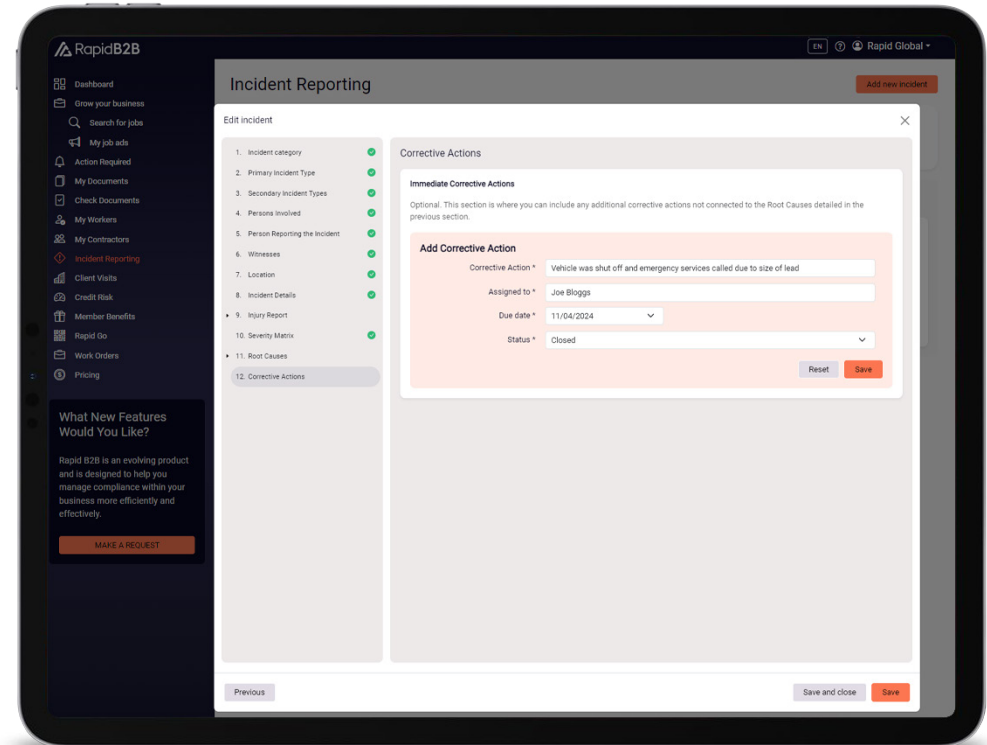 RapidB2B
EN
Rapid Global
Dashboard
Grow your business
Search for jobs
My job ads
Action Required
My Documents
Check Documents
My Workers
My Contractors
Incident Reporting
Client Visits
Credit Risk
Member Benefits
Rapid Go
Work Orders
Pricing
What New Features
Would You Like?
Rapid B2B is an evolving product
and is designed to help you
manage compliance within your
business more efficiently and
effectively.
MAKE A REQUEST
Incident Reporting
Add new incident
Edit incident
1. Incident category
2. Primary Incident Type
3. Secondary Incident Types
4. Persons Involved
5. Person Reporting the Incident
6. Witnesses
7. Location
8. Incident Details
9. Injury Report
10. Severity Matrix
11. Root Causes
12. Corrective Actions
Corrective Actions
Immediate Corrective Actions
Optional. This section is where you can include any additional corrective actions not connected to the Root Causes detailed in the
previous section.
Add Corrective Action
Corrective Action * Vehicle was shut off and emergency services called due to size of lead
Assigned to * Joe Bloggs
Due date * 11/04/2024
Status * Closed
Reset Save
Previous
Save and close Save